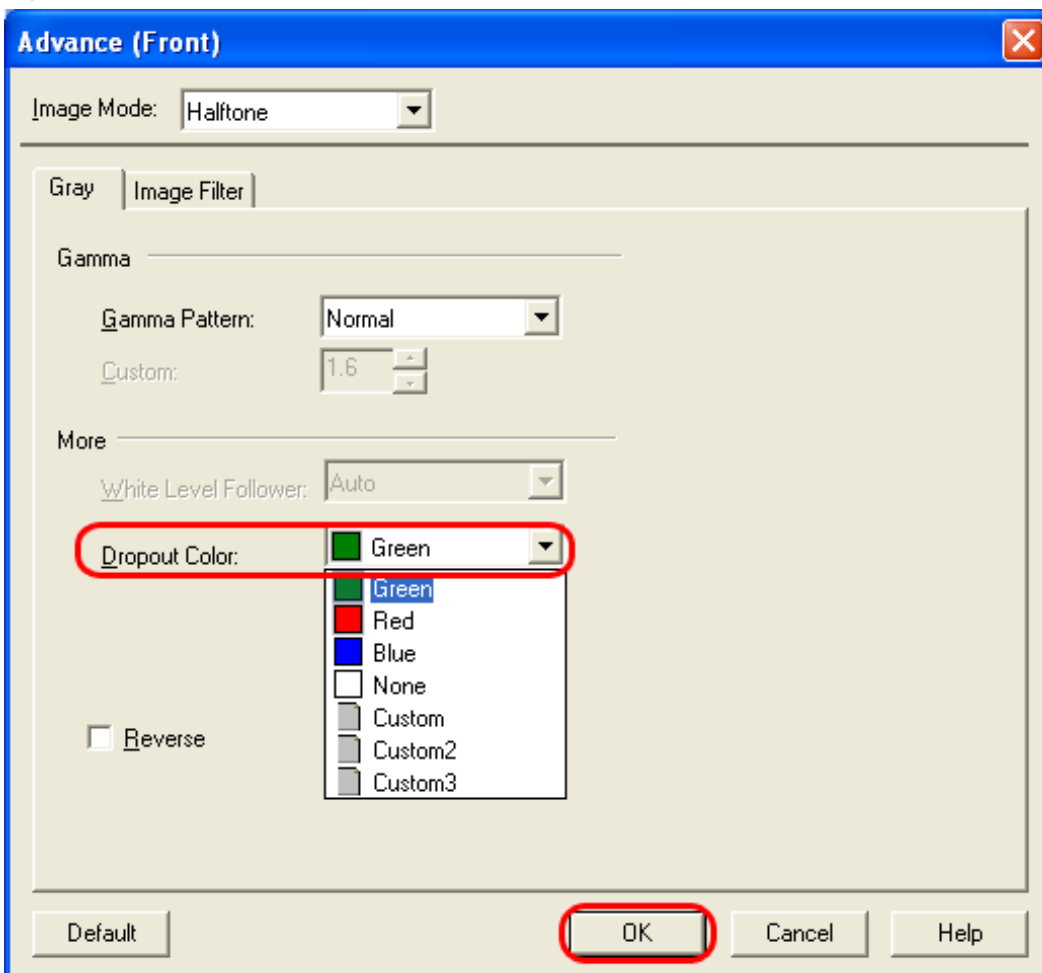 Advance (Front)
Image Mode: Halftone
Gray Image Filter
Gamma
Gamma Pattern: Normal
Custom: 1.6
More
White Level Follower: Auto
Dropout Color: Green
Green
Red
Blue
None
Custom
Reverse
Custom2
Custom3
Default OK Cancel Help